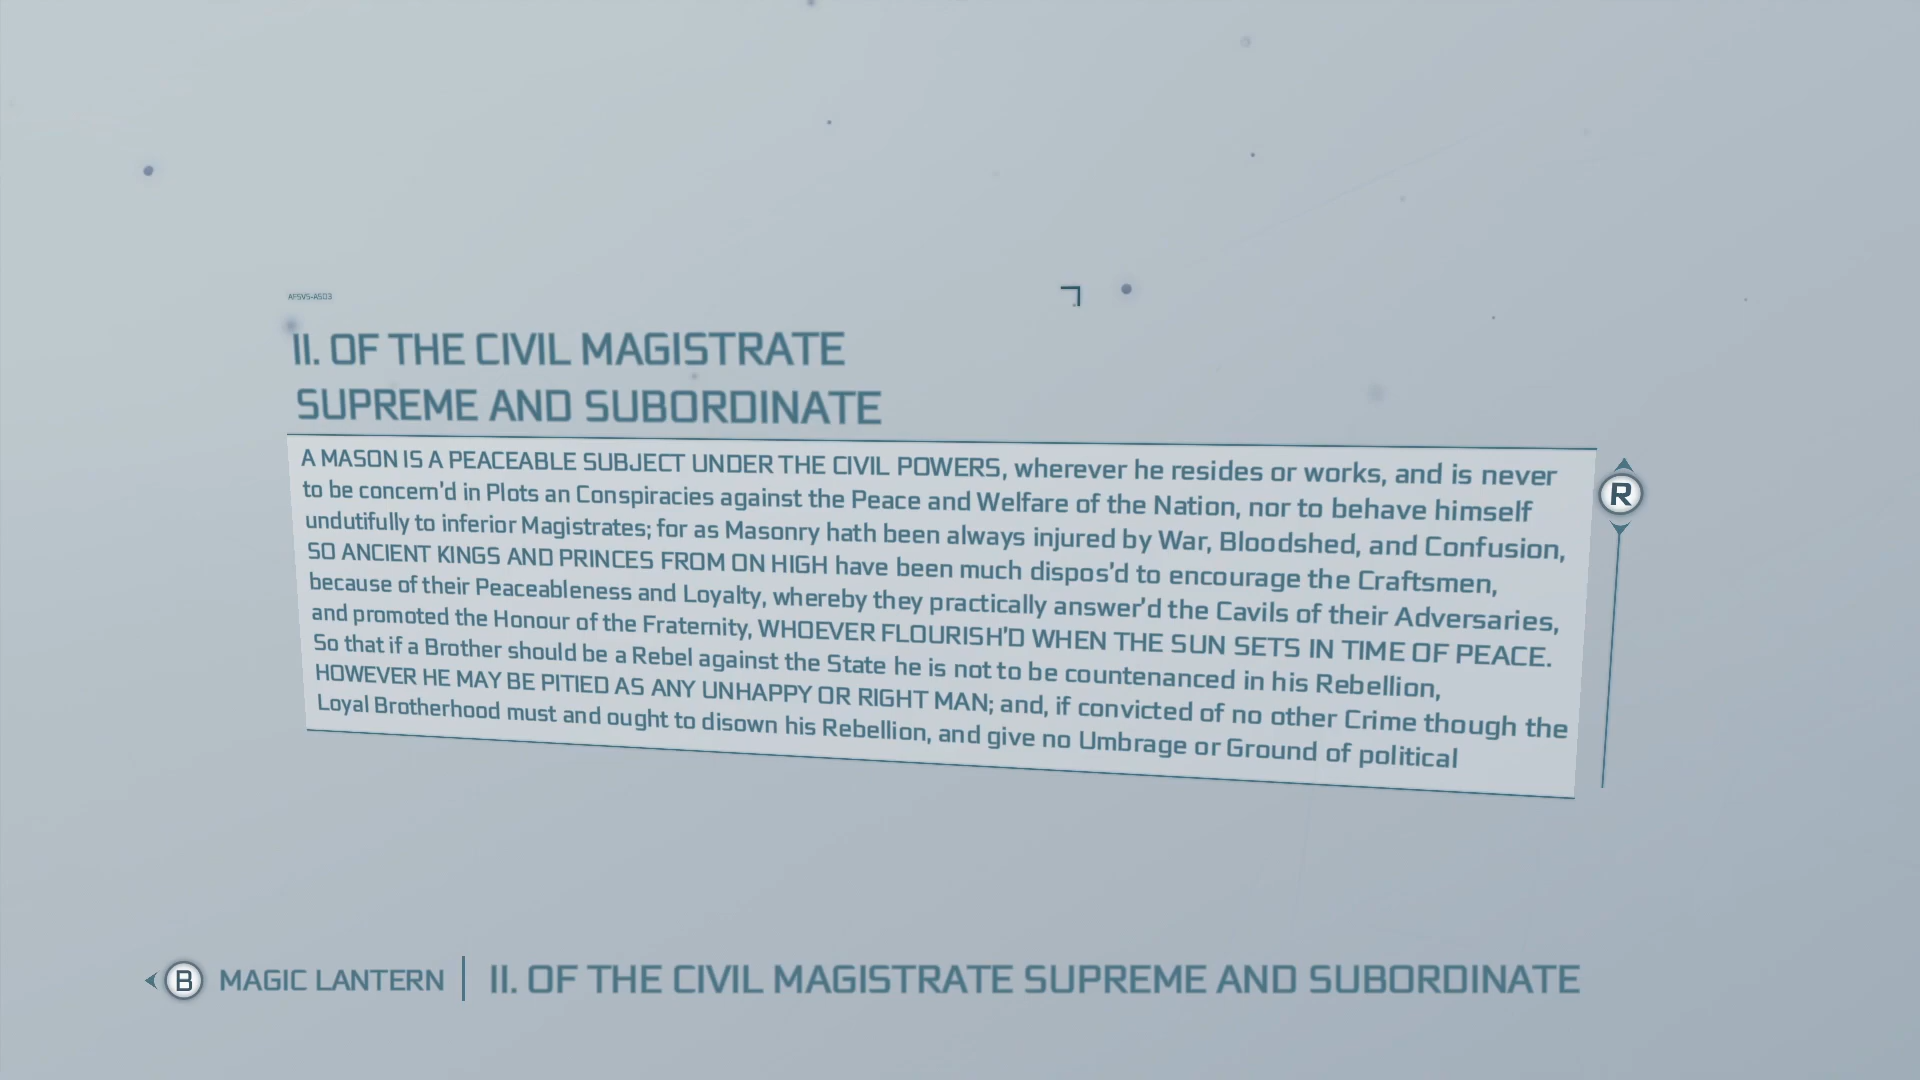 AFSVS-AS03
II. OF THE CIVIL MAGISTRATE
SUPREME AND SUBORDINATE
A MASON IS A PEACEABLE SUBJECT UNDER THE CIVIL POWERS, wherever he resides or works, and is never
to be concern'd in Plots an Conspiracies against the Peace and Welfare of the Nation, nor to behave himself
undutifully to inferior Magistrates; for as Masonry hath been always injured by War, Bloodshed, and Confusion,
SO ANCIENT KINGS AND PRINCES FROM ON HIGH have been much dispos'd to encourage the Craftsmen,
because of their Peaceableness and Loyalty, whereby they practically answer'd the Cavils of their Adversaries,
and promoted the Honour of the Fraternity, WHOEVER FLOURISH'D WHEN THE SUN SETS IN TIME OF PEACE.
So that if a Brother should be a Rebel against the State he is not to be countenanced in his Rebellion,
HOWEVER HE MAY BE PITIED AS ANY UNHAPPY OR RIGHT MAN; and, if convicted of no other Crime though the
Loyal Brotherhood must and ought to disown his Rebellion, and give no Umbrage or Ground of political
R
B MAGIC LANTERN II. OF THE CIVIL MAGISTRATE SUPREME AND SUBORDINATE